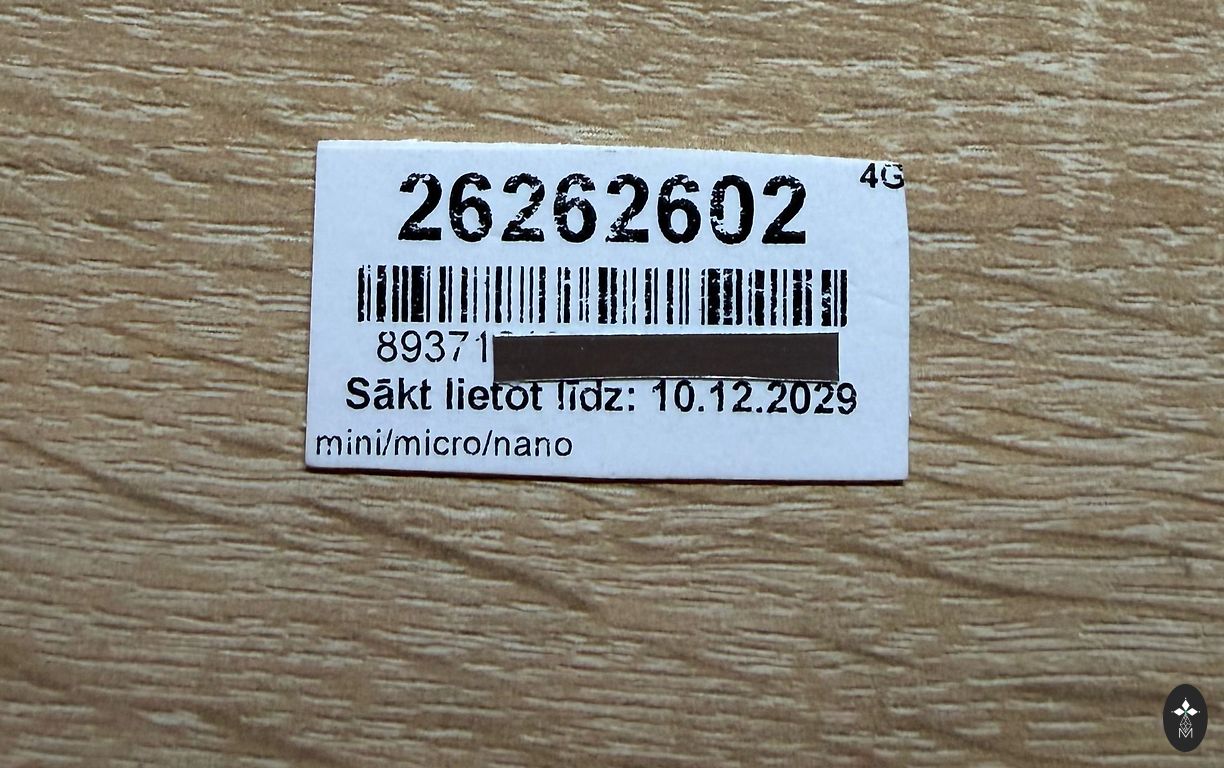 4G
26262602
89371
Sākt lietot līdz: 10.12.2029
mini/micro/nano